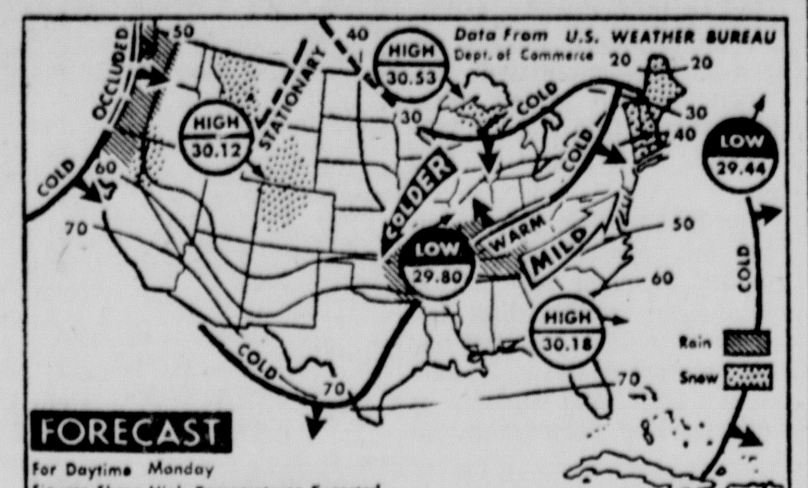 50
40
Data From U.S. WEATHER BUREAU
Dept. of Commerce
20
20
OCCLUDED
HIGH
30.53
STATIONARY
COLD
30
30
40
HIGH
30.12
LOW
29.44
COLD
COLD
60
COLDER
70
WARM
MILD
50
LOW
29.80
60
COLD
HIGH
30.18
Rain
Snow
COLD
70
70
FORECAST
For Daytime Monday